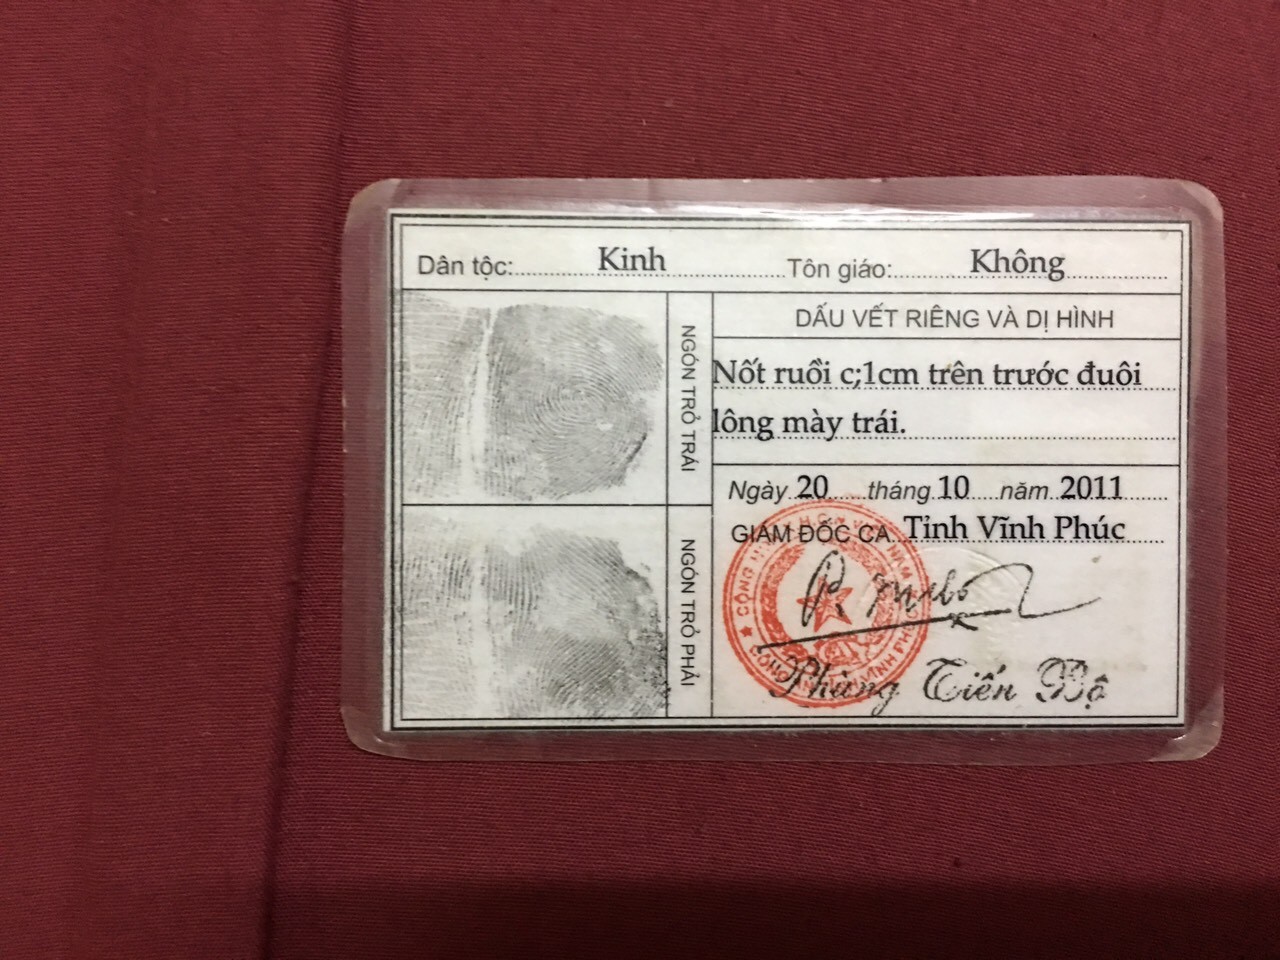 Dân tộc: Kinh Tôn giáo: Không
NGÓN TRỎ TRÁI
NGÓN TRỎ PHẢI
DẤU VẾT RIÊNG VÀ DỊ HÌNH
Nốt ruồi c;1cm trên trước đuôi
lông mày trái.
Ngày 20 tháng 10 năm 2011
GIÁM ĐỐC CA Tỉnh Vĩnh Phúc
Phùng Tiến Bộ